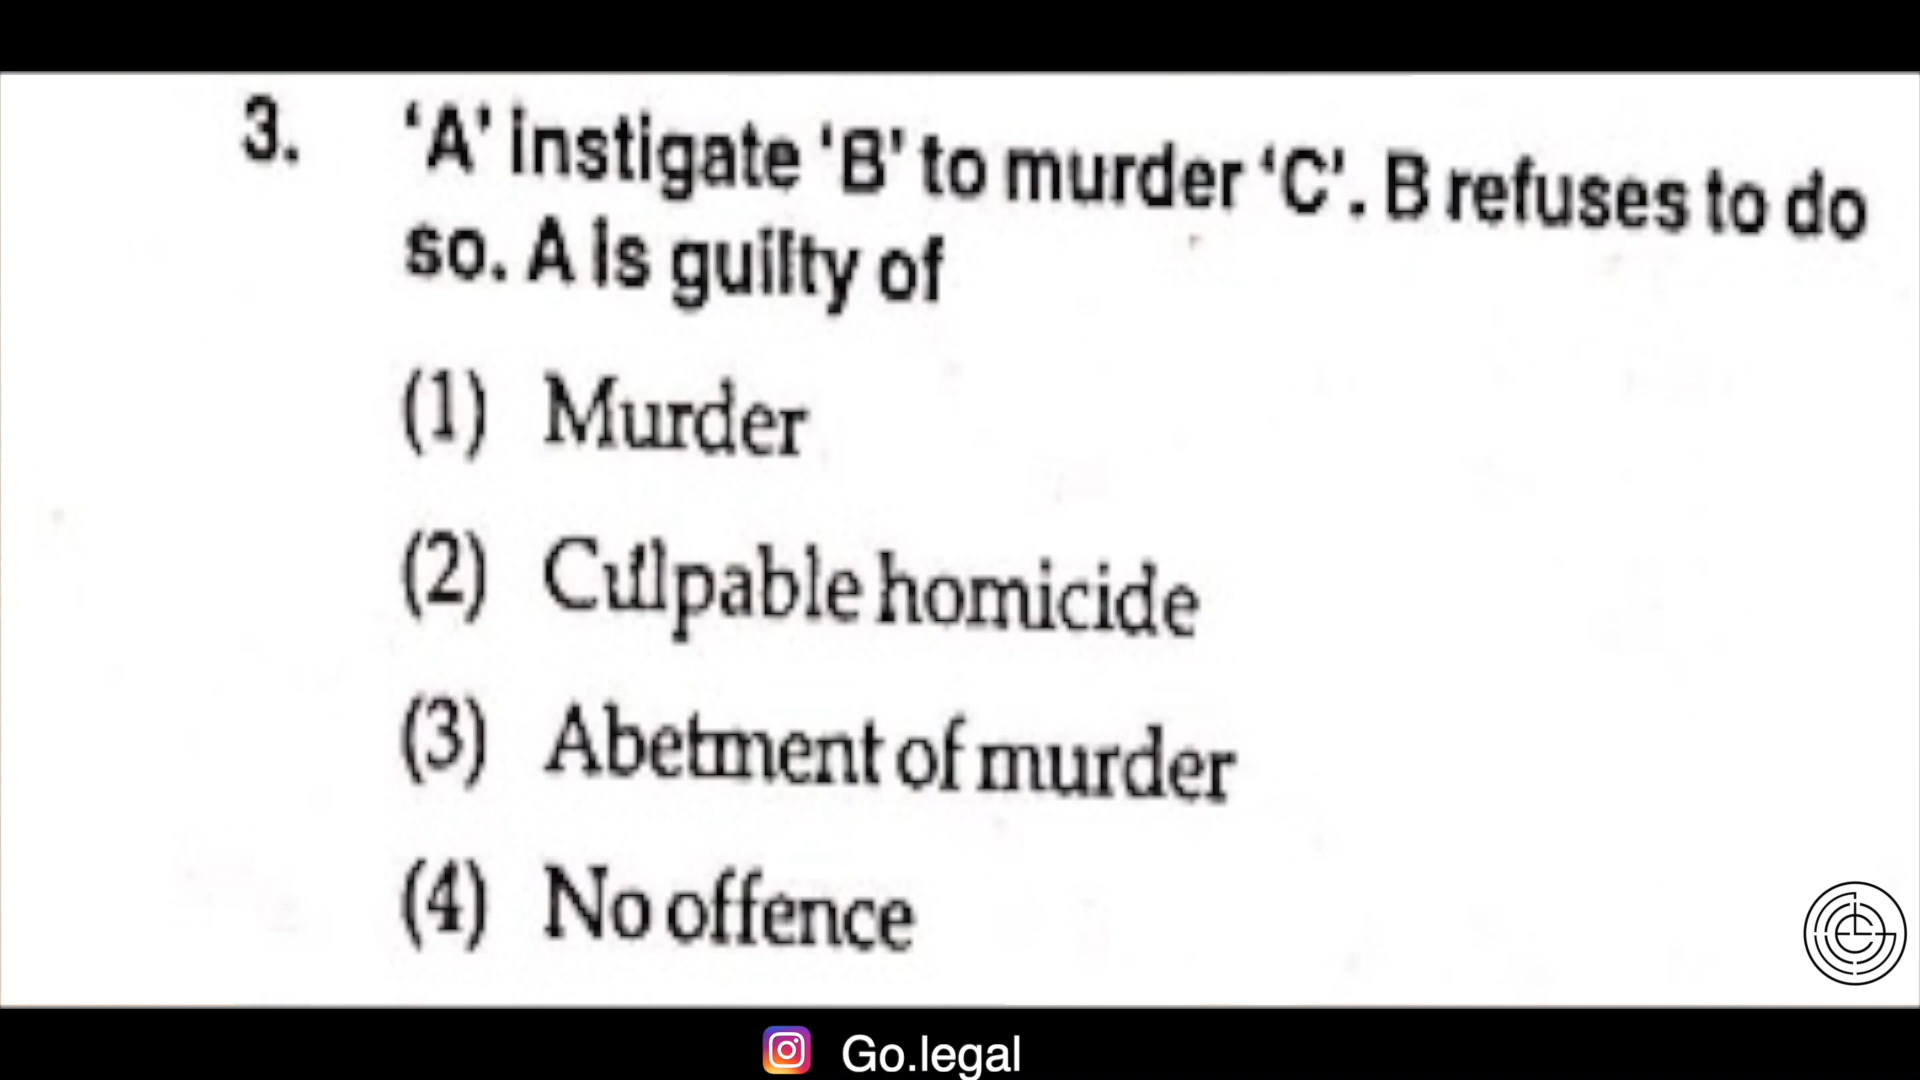 3. 'A' instigate 'B' to murder 'C'. B refuses to do
so. A is guilty of
(1) Murder
(2) Culpable homicide
(3) Abetment of murder
(4) No offence
Go.legal